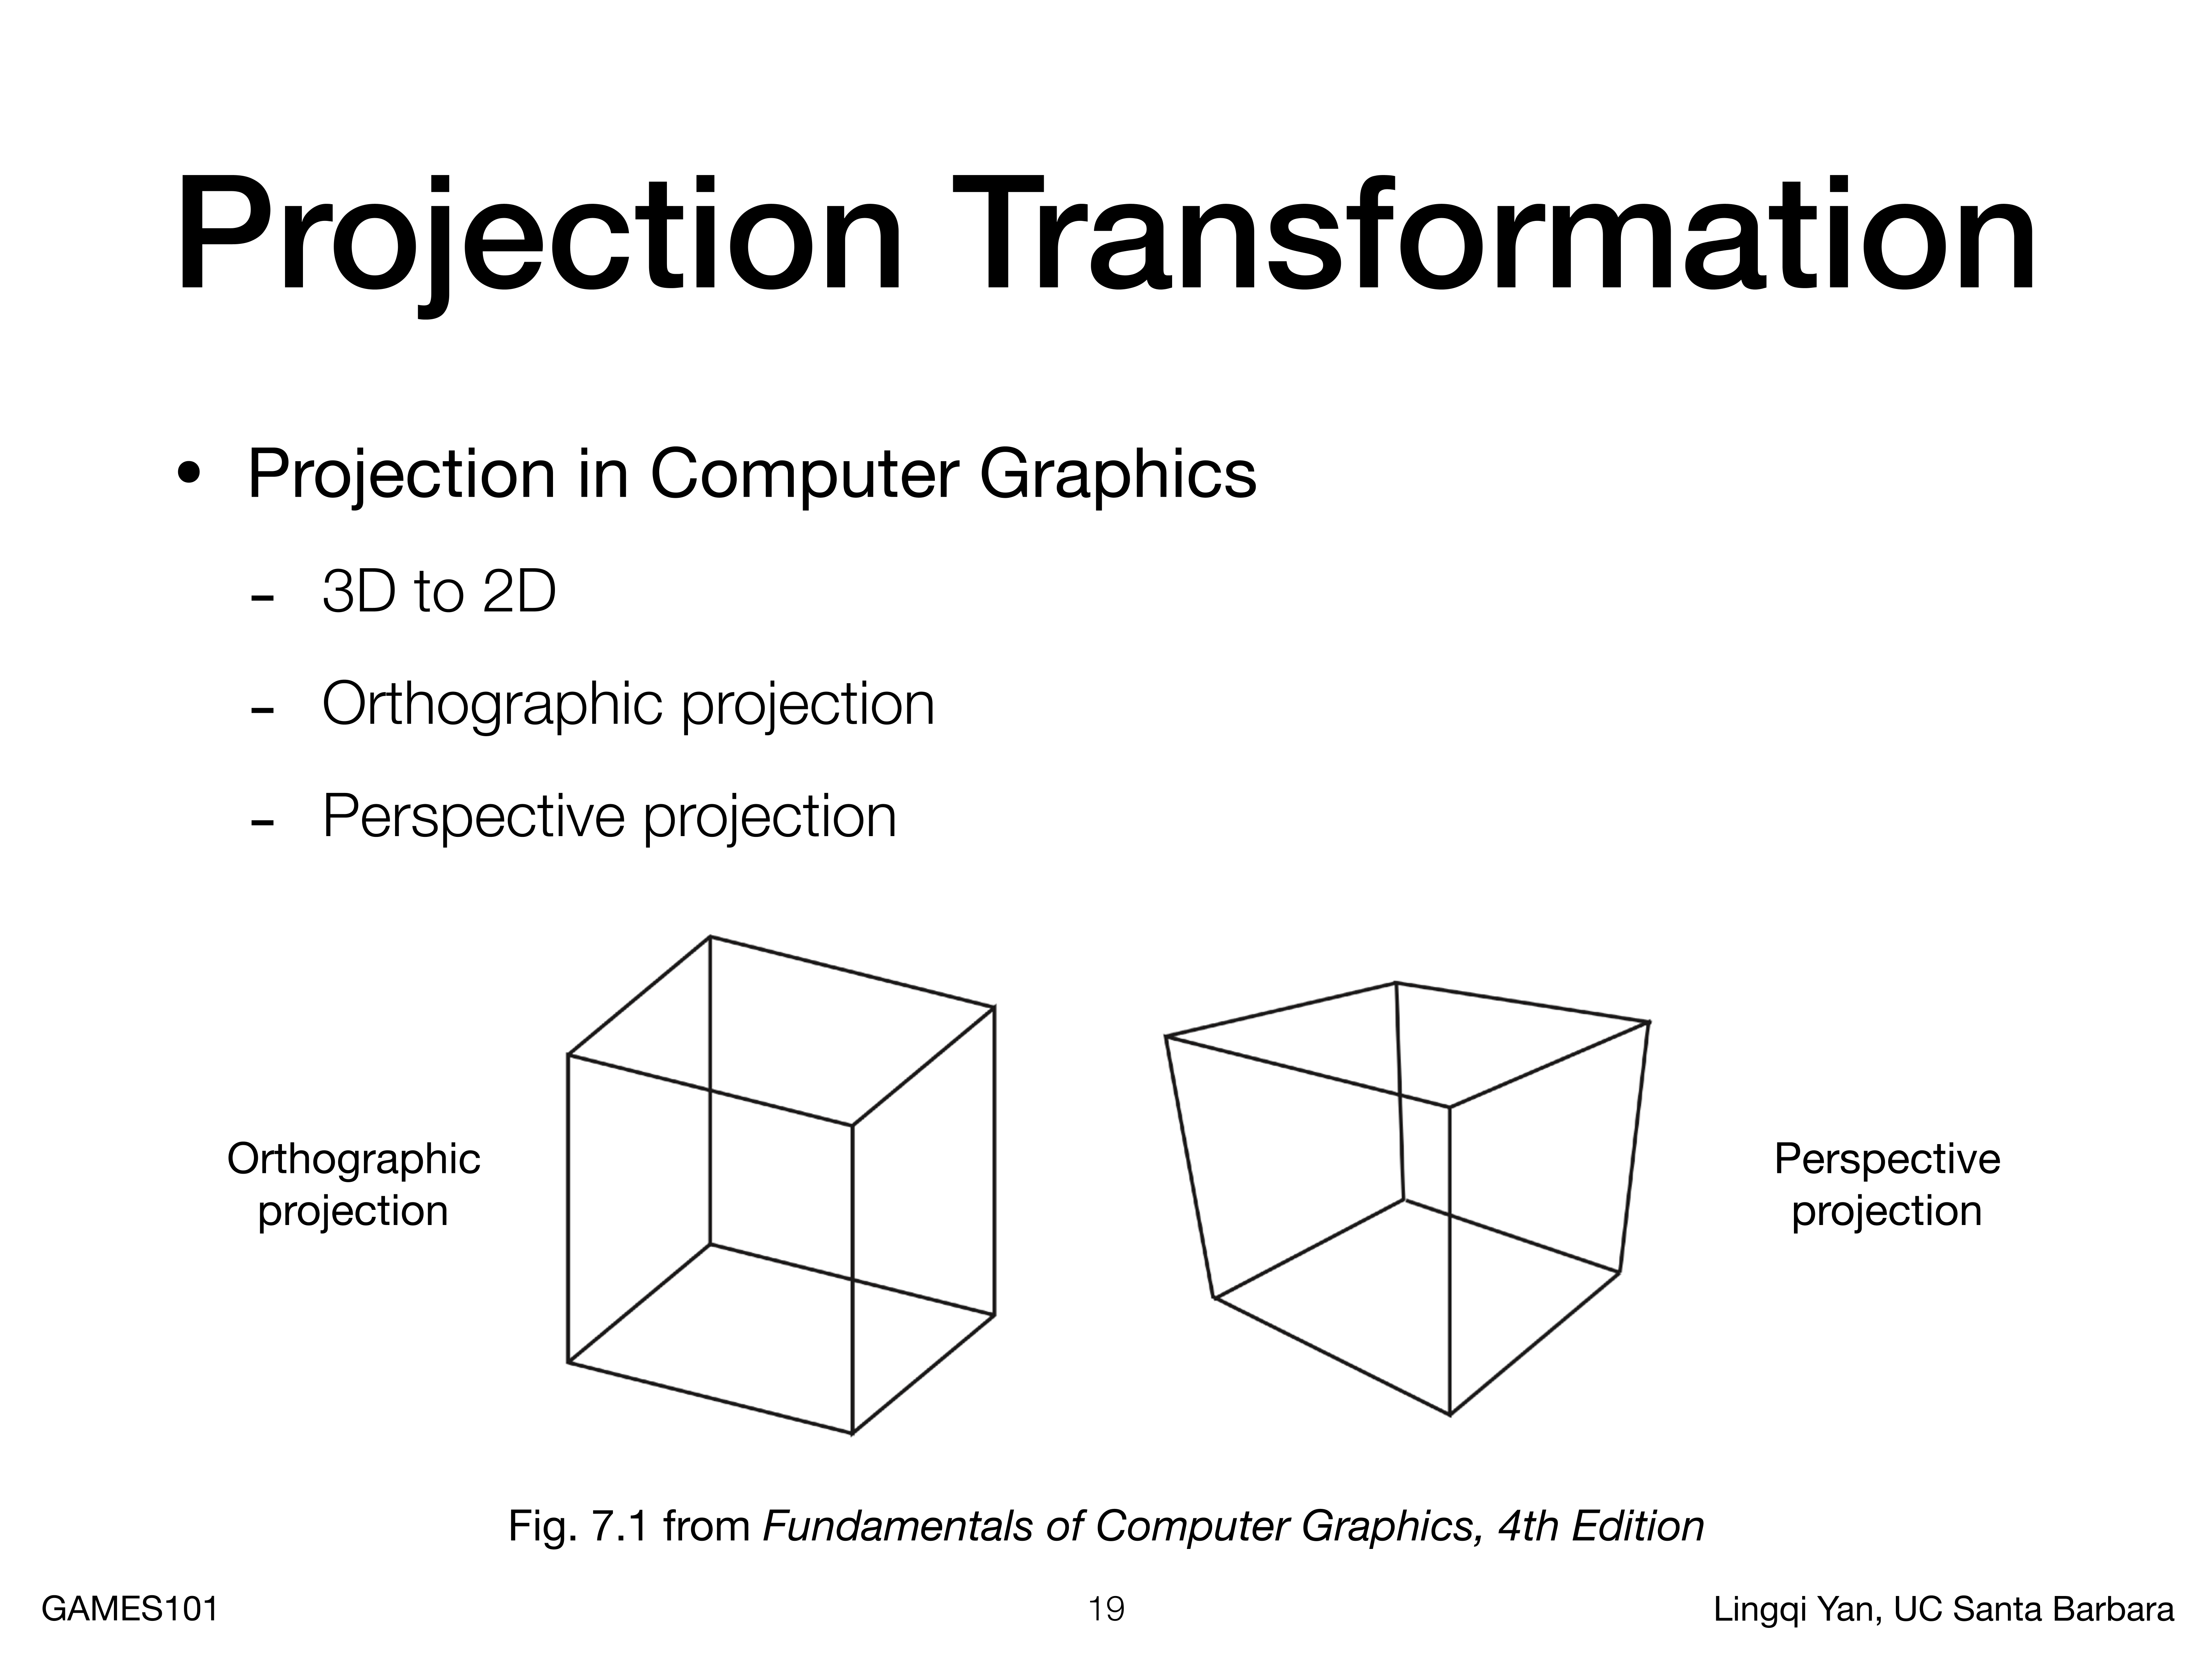 Projection Transformation
• Projection in Computer Graphics
- 3D to 2D
- Orthographic projection
- Perspective projection
Orthographic
projection
Perspective
projection
Fig. 7.1 from Fundamentals of Computer Graphics, 4th Edition
GAMES101
19
Lingqi Yan, UC Santa Barbara